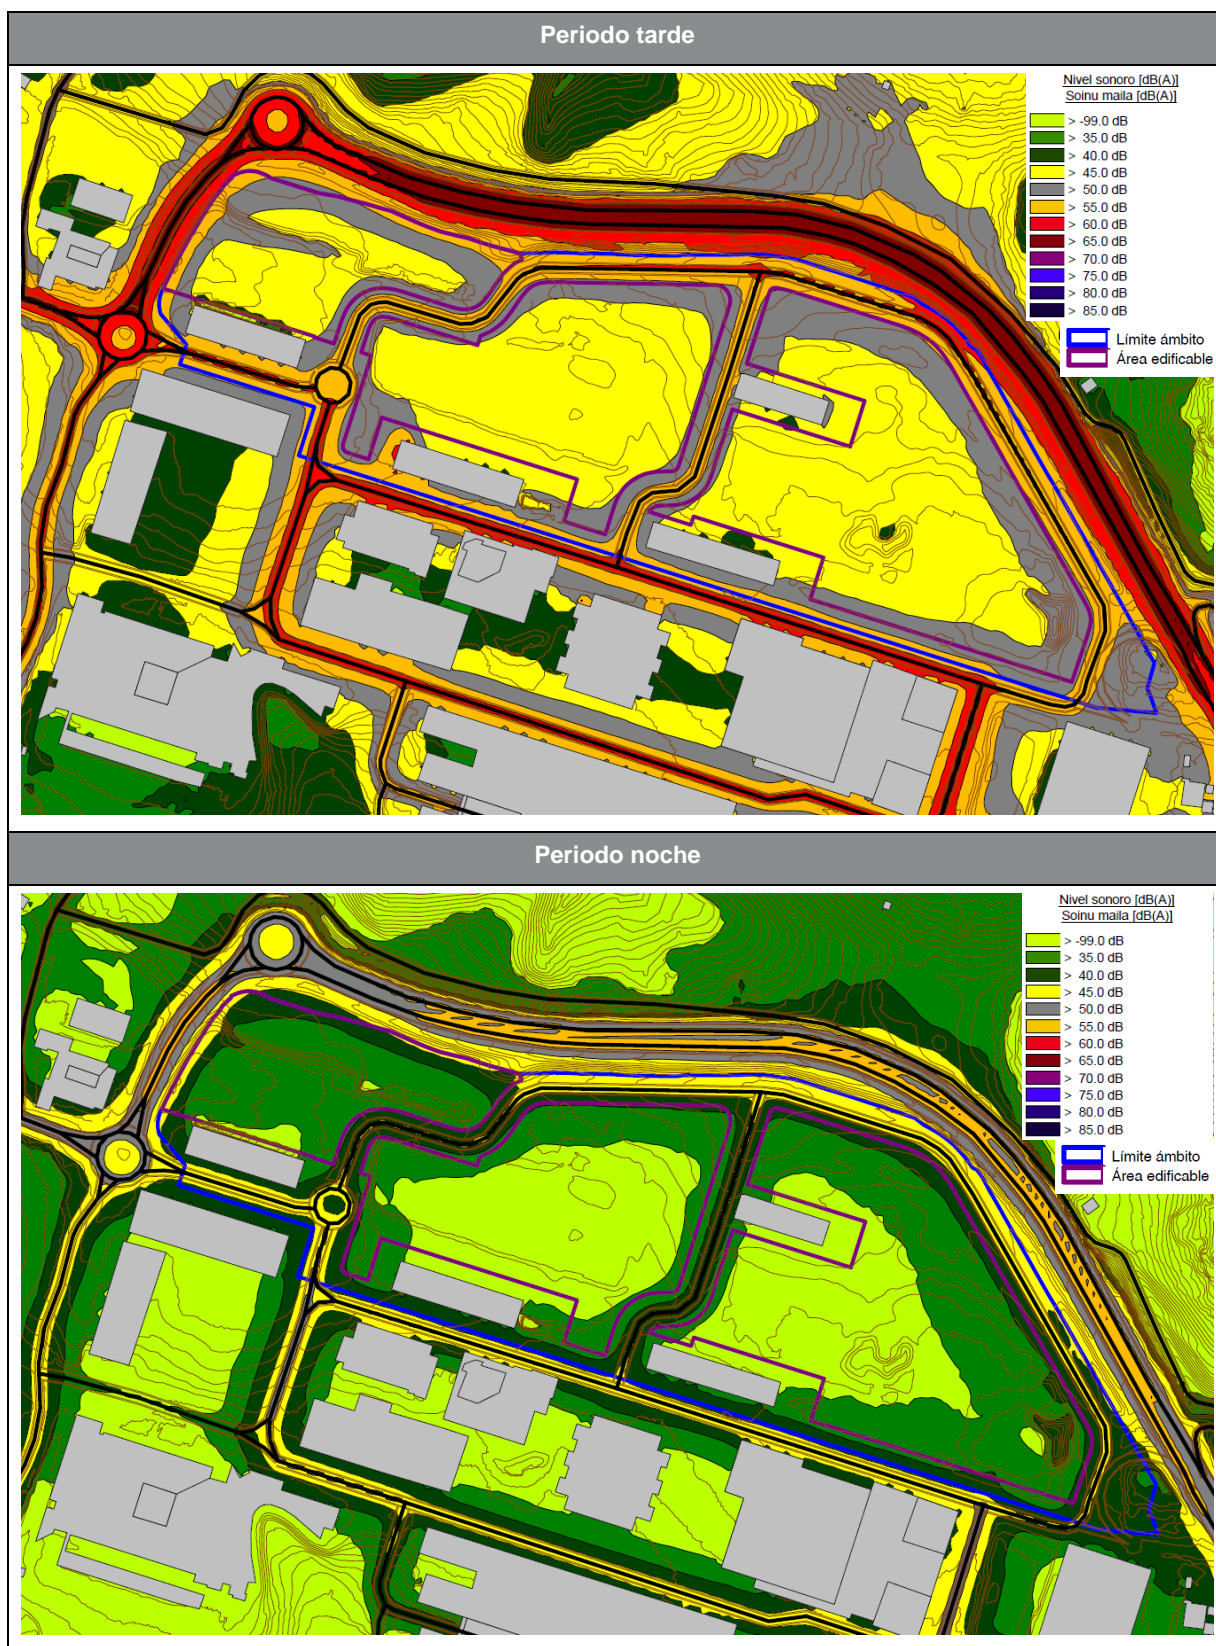 Periodo tarde
Nivel sonoro [dB(A)]
Soinu maila [dB(A)]
> -99.0 dB
> 35.0 dB
> 40.0 dB
> 45.0 dB
> 50.0 dB
> 55.0 dB
> 60.0 dB
> 65.0 dB
> 70.0 dB
> 75.0 dB
> 80.0 dB
> 85.0 dB
Límite ámbito
Área edificable
Periodo noche
Nivel sonoro [dB(A)]
Soinu maila [dB(A)]
> -99.0 dB
> 35.0 dB
> 40.0 dB
> 45.0 dB
> 50.0 dB
> 55.0 dB
> 60.0 dB
> 65.0 dB
> 70.0 dB
> 75.0 dB
> 80.0 dB
> 85.0 dB
Límite ámbito
Área edificable